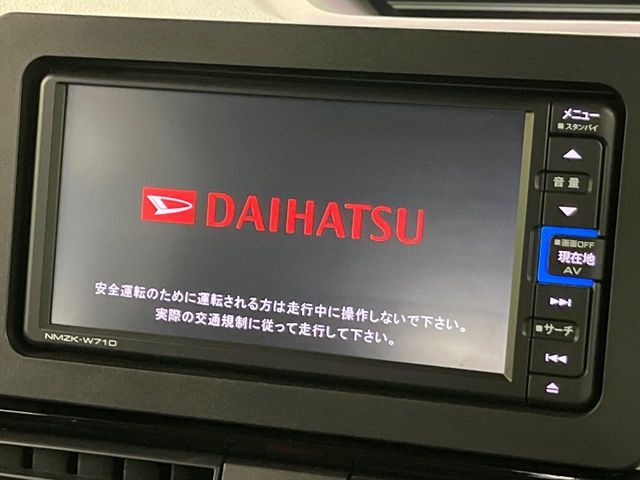 メニュー
スタンバイ
音量
DAIHATSU
画面OFF
現在地
AV
安全運転のために運転される方は走行中に操作しないで下さい。
実際の交通規制に従って走行して下さい。
サーチ
NMZK-W71D